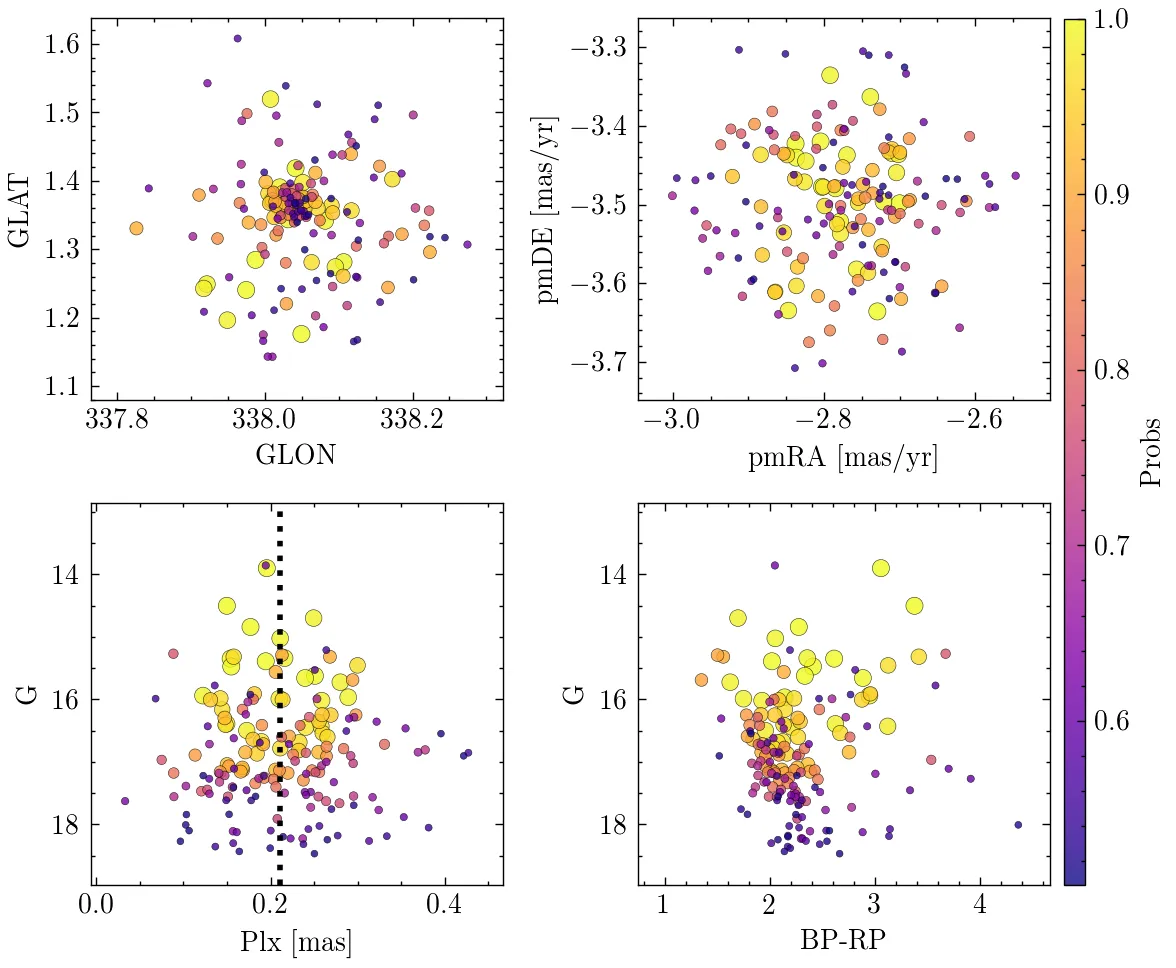 1.6
1.5
1.4
1.3
1.2
1.1
GLAT
337.8 338.0 338.2
GLON
−3.3
−3.4
−3.5
−3.6
−3.7
pmDE [mas/yr]
−3.0 −2.8 −2.6
pmRA [mas/yr]
14
16
18
G
0.0 0.2 0.4
Plx [mas]
14
16
18
G
1 2 3 4
BP-RP
1.0
0.9
0.8
0.7
0.6
Probs